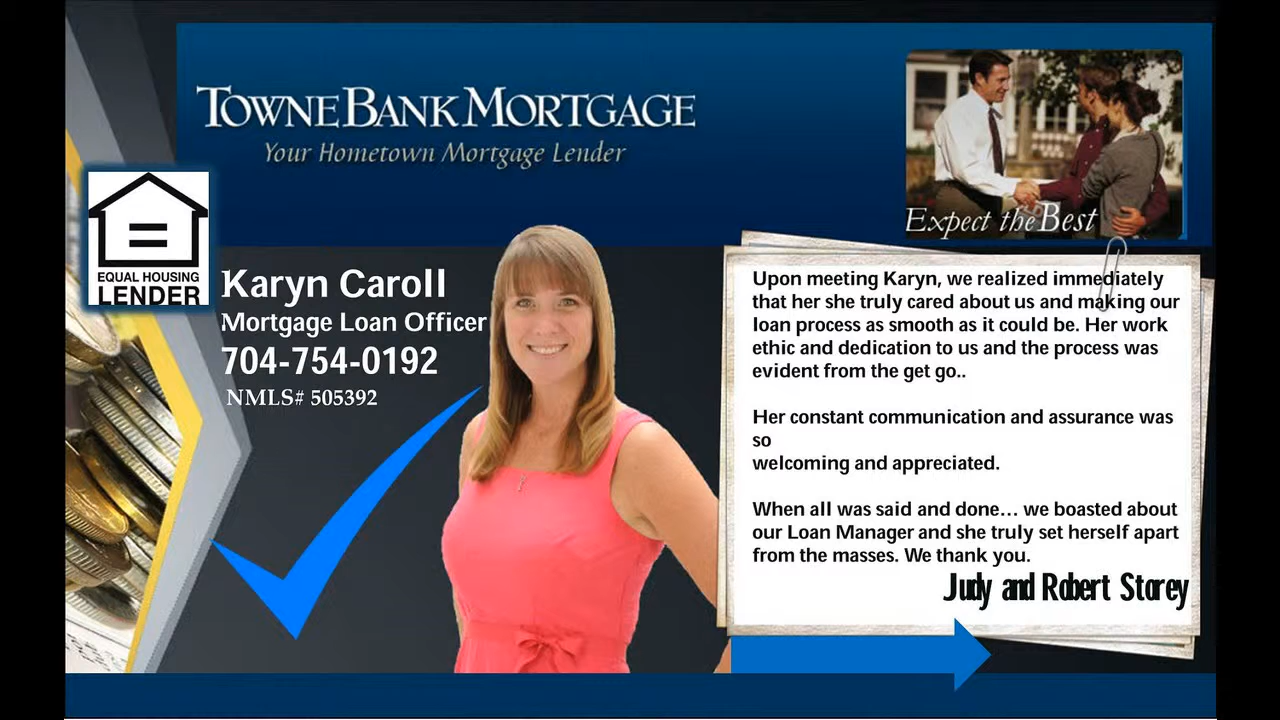 TOWNEBANK MORTGAGE
Your Hometown Mortgage Lender
Expect the Best
EQUAL HOUSING
LENDER
Karyn Caroll
Mortgage Loan Officer
704-754-0192
NMLS# 505392
Upon meeting Karyn, we realized immediately
that her she truly cared about us and making our
loan process as smooth as it could be. Her work
ethic and dedication to us and the process was
evident from the get go..
Her constant communication and assurance was
so
welcoming and appreciated.
When all was said and done... we boasted about
our Loan Manager and she truly set herself apart
from the masses. We thank you.
Judy and Robert Storey